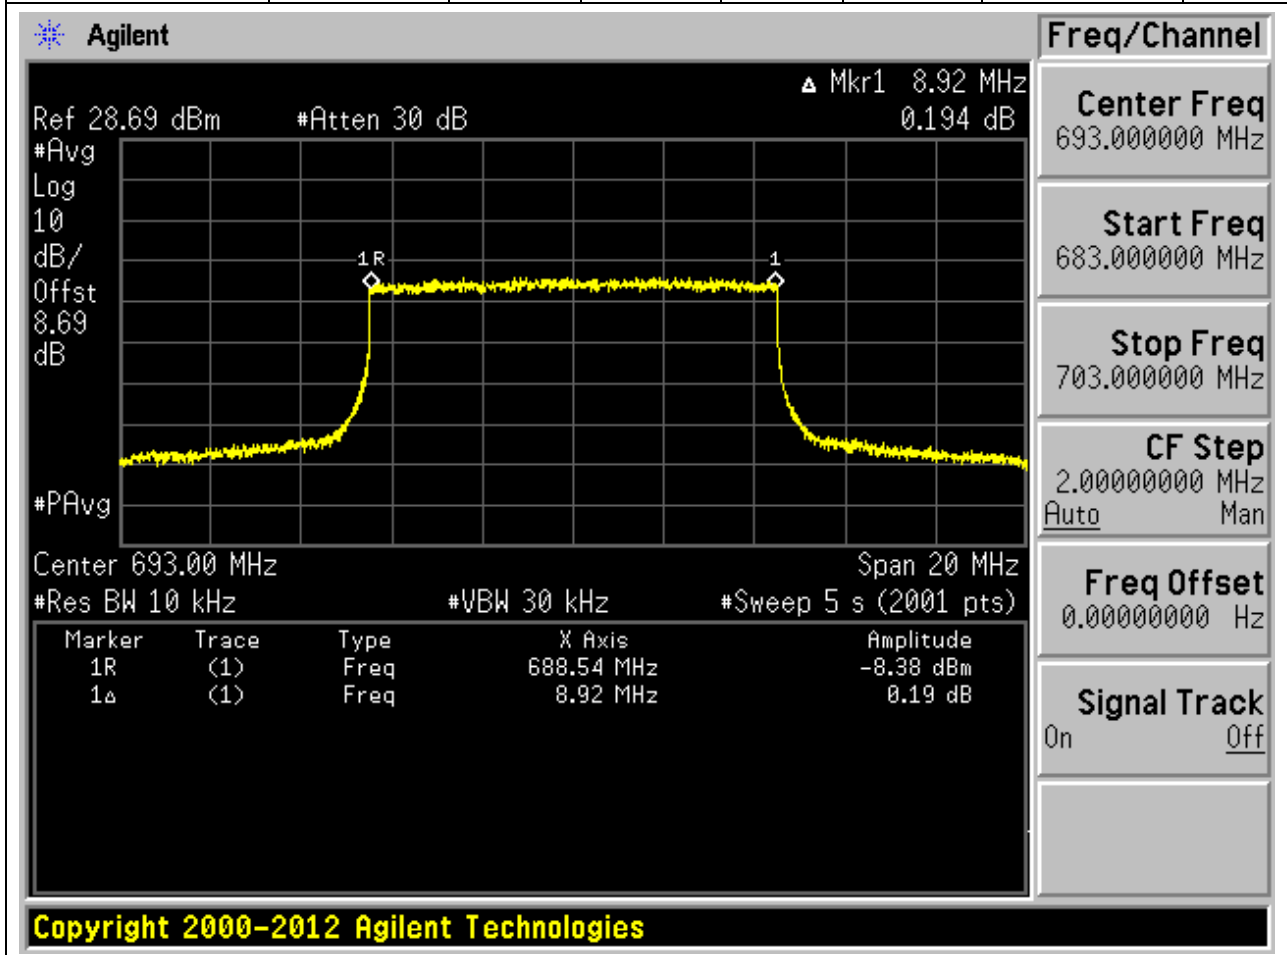 Agilent
Freq/Channel
▵ Mkr1 8.92 MHz
Ref 28.69 dBm #Atten 30 dB 0.194 dB
#Avg
Log
10
dB/
Offst
8.69
dB
1R 1
#PAvg
Center 693.00 MHz Span 20 MHz
#Res BW 10 kHz #VBW 30 kHz #Sweep 5 s (2001 pts)
Marker Trace Type X Axis Amplitude
1R (1) Freq 688.54 MHz -8.38 dBm
1▵ (1) Freq 8.92 MHz 0.19 dB
Center Freq
693.000000 MHz
Start Freq
683.000000 MHz
Stop Freq
703.000000 MHz
CF Step
2.00000000 MHz
Auto Man
Freq Offset
0.00000000 Hz
Signal Track
On Off
Copyright 2000-2012 Agilent Technologies